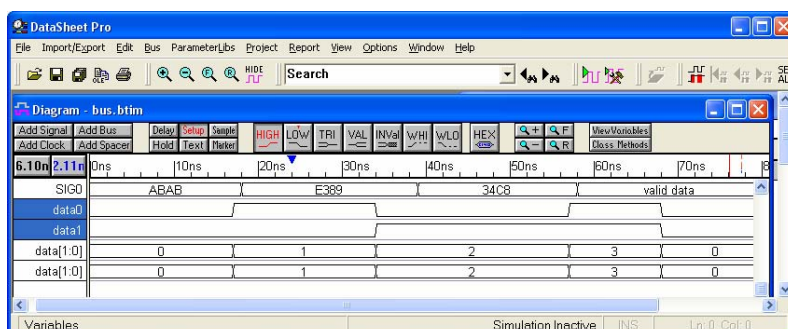 DataSheet Pro
File Import/Export Edit Bus ParameterLibs Project Report View Options Window Help
OLE HIDE Search ALL
Diagram - bus.btim
Add Signal Add Bus Delay Setup Sample HIGH LOW TRI VAL INVal WHI WLO HEX + F View Variables
Add Clock Add Spacer Hold Text Marker - R Class Methods
6.10n 2.11n 0ns 10ns 20ns 30ns 40ns 50ns 60ns 70ns 8
SIG0 ABAB E389 34C8 valid data
data0
data1
data[1:0] 0 1 2 3 0
data[1:0] 0 1 2 3 0
Variables Simulation Inactive INS Ln:0 Col:0